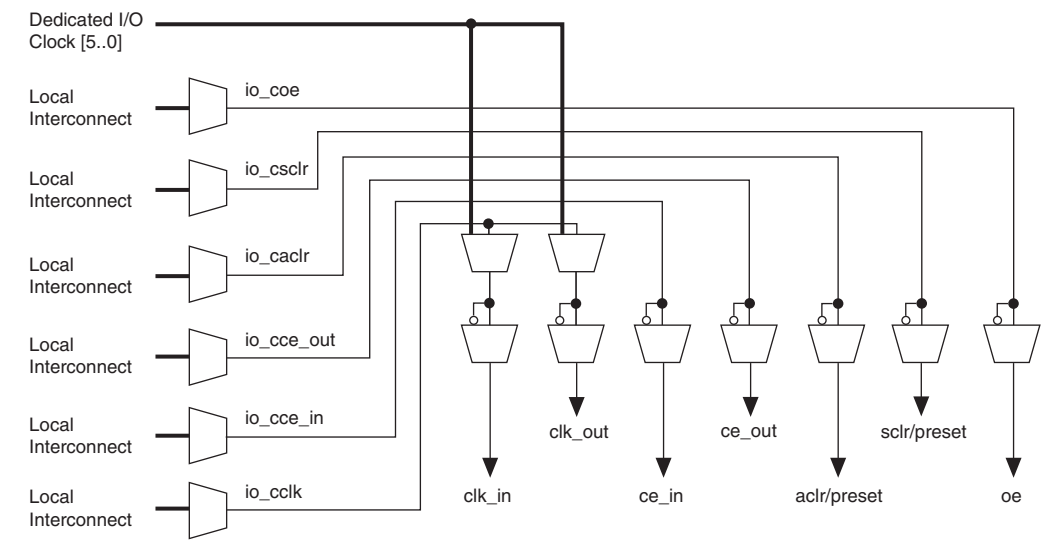 Dedicated I/O
Clock [5..0]
Local
Interconnect
io_coe
Local
Interconnect
io_csclr
Local
Interconnect
io_caclr
Local
Interconnect
io_cce_out
Local
Interconnect
io_cce_in
Local
Interconnect
io_cclk
clk_out
ce_out
sclr/preset
clk_in
ce_in
aclr/preset
oe